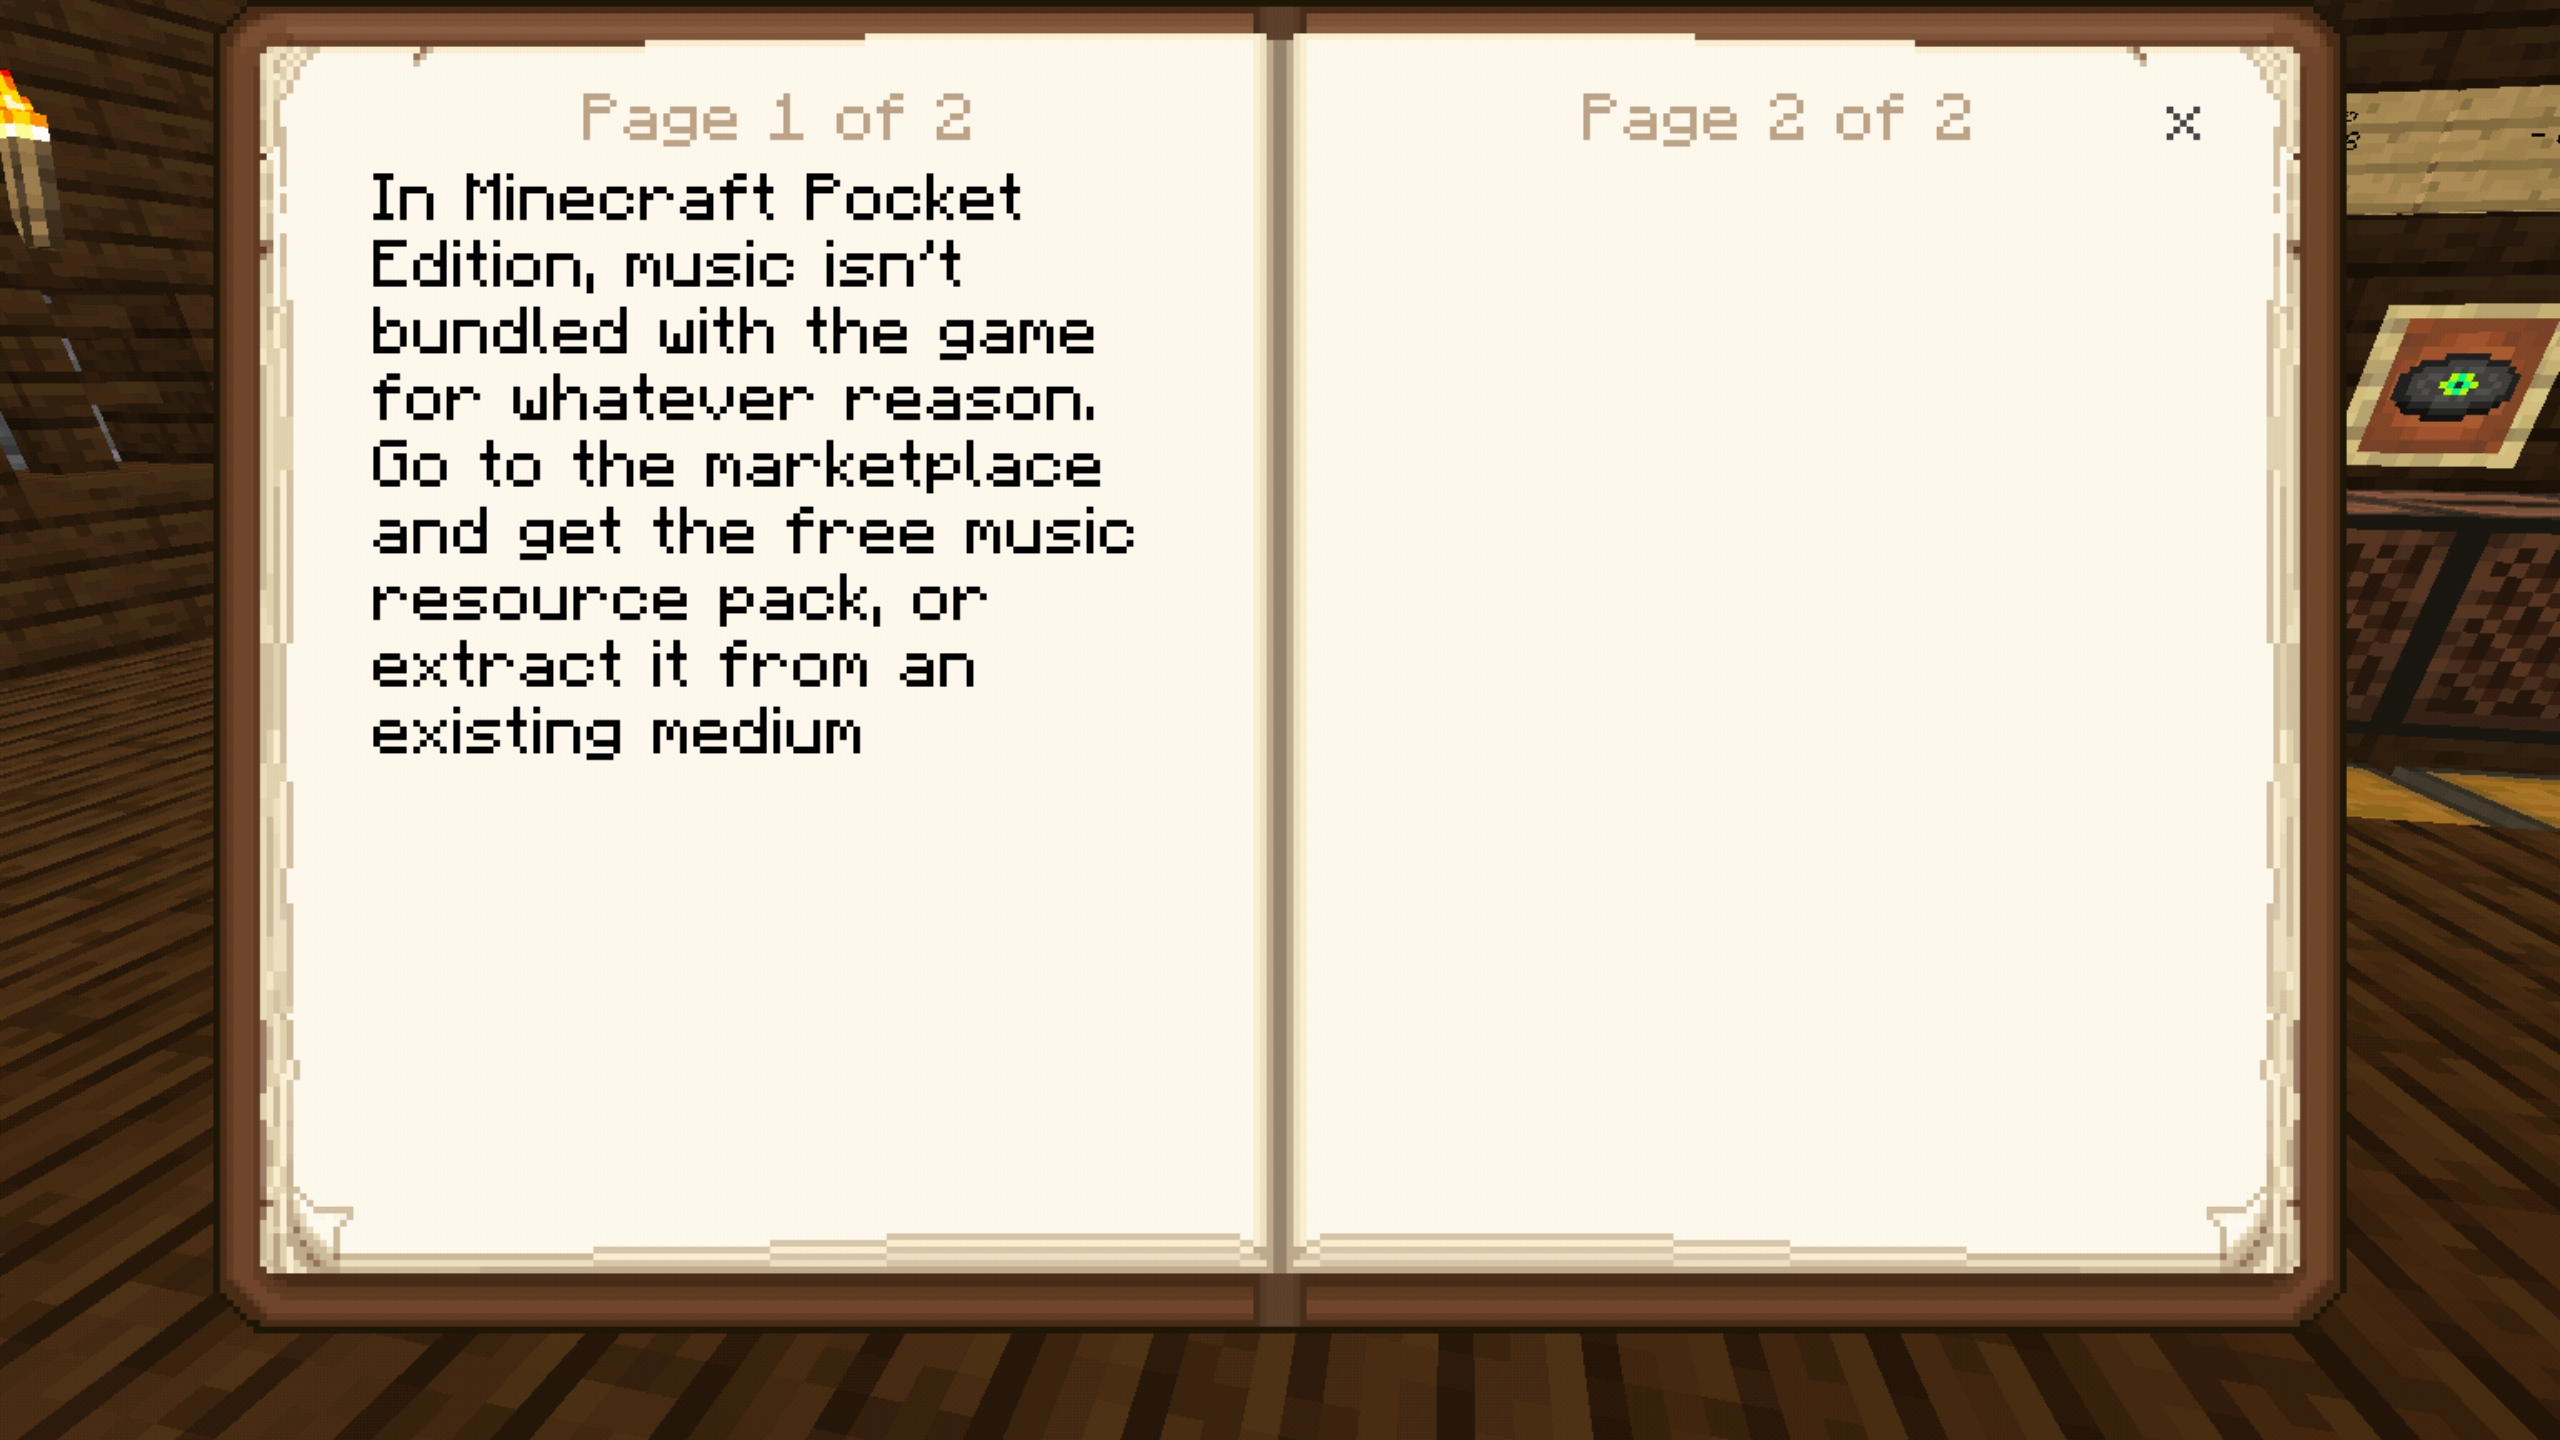 Page 1 of 2
In Minecraft Pocket
Edition, music isn't
bundled with the game
for whatever reason.
Go to the marketplace
and get the free music
resource pack, or
extract it from an
existing medium
Page 2 of 2
x